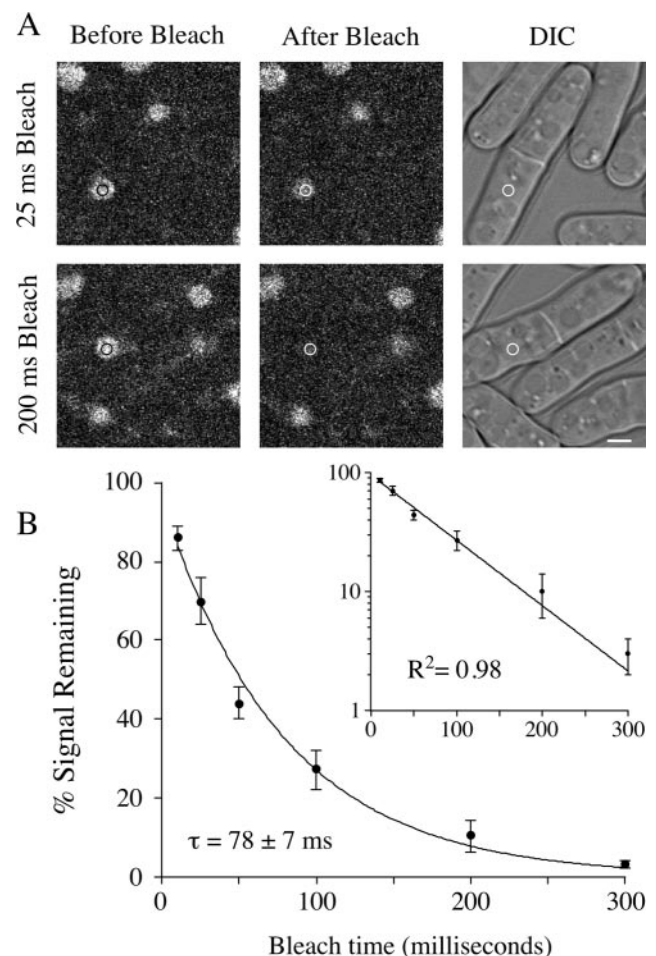 A
Before Bleach
After Bleach
DIC
25 ms Bleach
200 ms Bleach
B
% Signal Remaining
100
80
60
40
20
0
τ = 78 ± 7 ms
0
100
200
300
Bleach time (milliseconds)
100
10
1
R²= 0.98
0
100
200
300